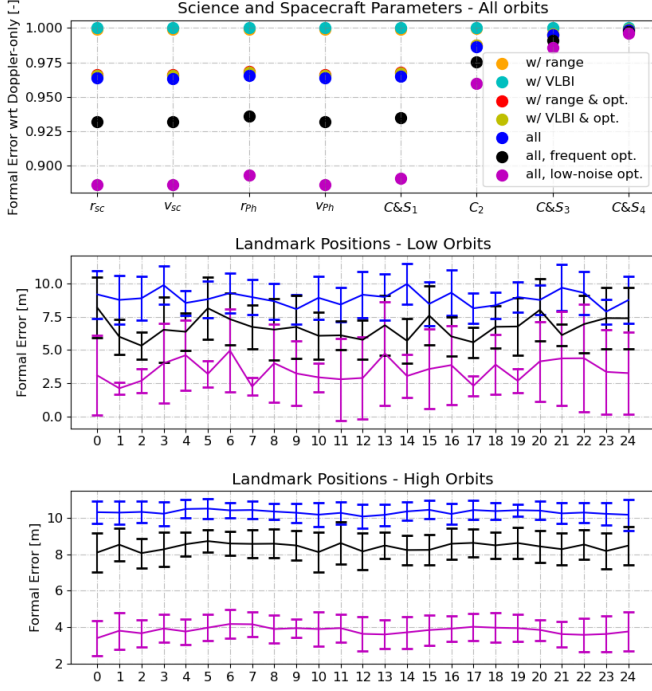 Science and Spacecraft Parameters - All orbits
Formal Error wrt Doppler-only [-]
1.000
0.975
0.950
0.925
0.900
w/ range
w/ VLBI
w/ range & opt.
w/ VLBI & opt.
all
all, frequent opt.
all, low-noise opt.
r_sc v_sc r_Ph v_Ph C&S_1 C_2 C&S_3 C&S_4
Landmark Positions - Low Orbits
Formal Error [m]
10.0
7.5
5.0
2.5
0.0
0 1 2 3 4 5 6 7 8 9 10 11 12 13 14 15 16 17 18 19 20 21 22 23 24
Landmark Positions - High Orbits
Formal Error [m]
10
8
6
4
2
0 1 2 3 4 5 6 7 8 9 10 11 12 13 14 15 16 17 18 19 20 21 22 23 24